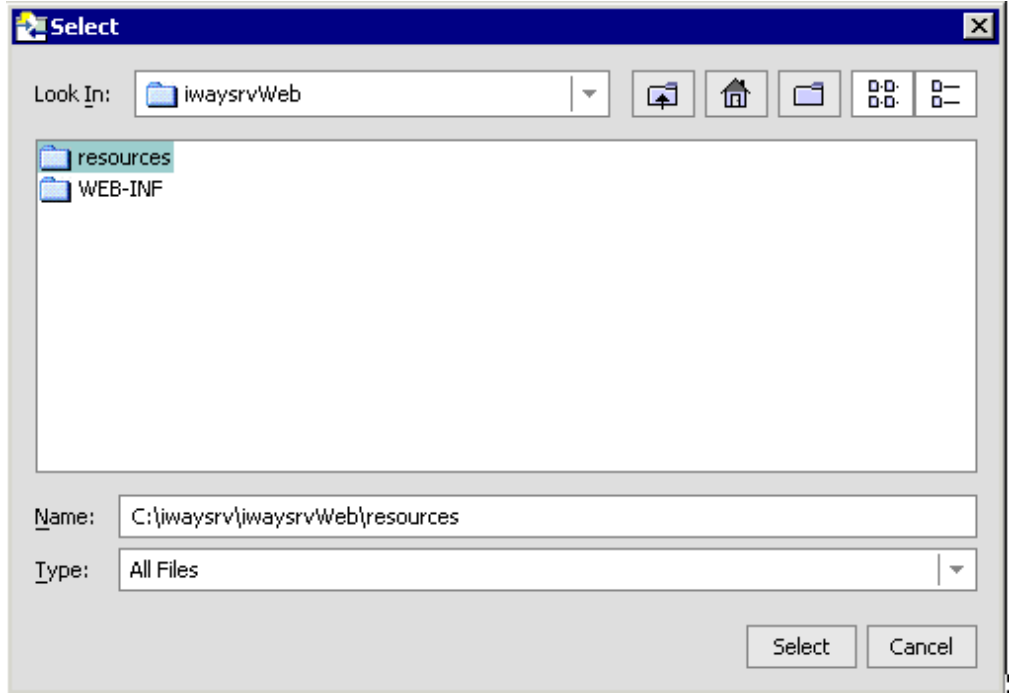 Select
Look In: iwaysrvWeb
resources
WEB-INF
Name: C:\iwaysrv\iwaysrvWeb\resources
Type: All Files
Select Cancel